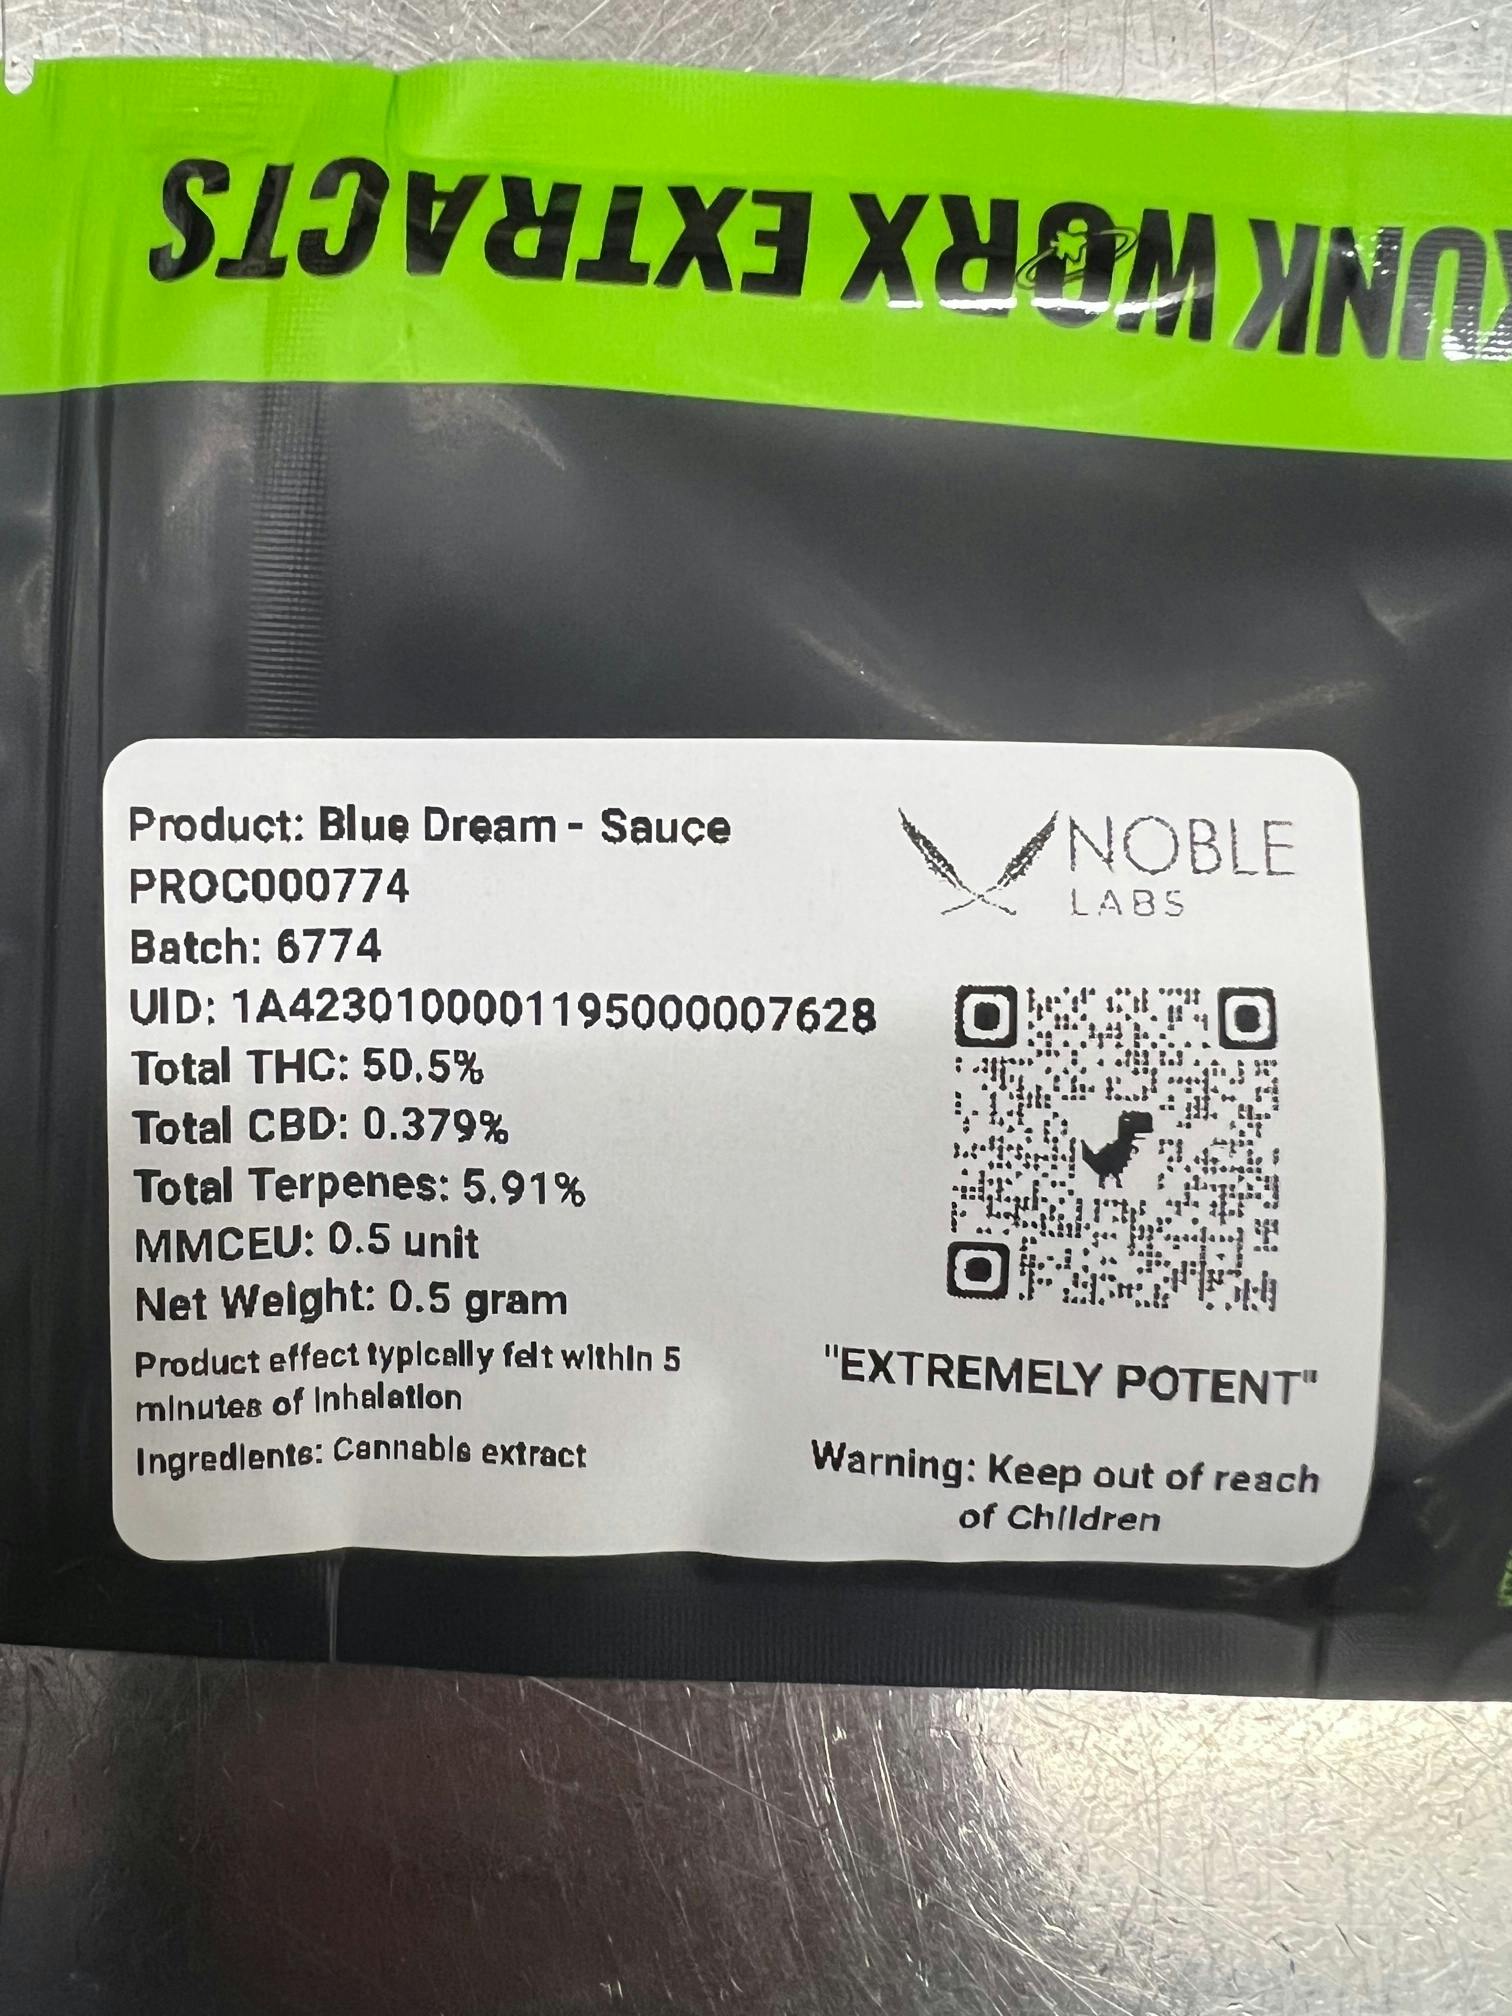 UNK WORX EXTRACTS
Product: Blue Dream - Sauce
PROC000774
Batch: 6774
UID: 1A4230100001195000007628
Total THC: 50.5%
Total CBD: 0.379%
Total Terpenes: 5.91%
MMCEU: 0.5 unit
Net Weight: 0.5 gram
Product effect typically felt within 5
minutes of inhalation
Ingredients: Cannabis extract
NOBLE
LABS
"EXTREMELY POTENT"
Warning: Keep out of reach
of Children